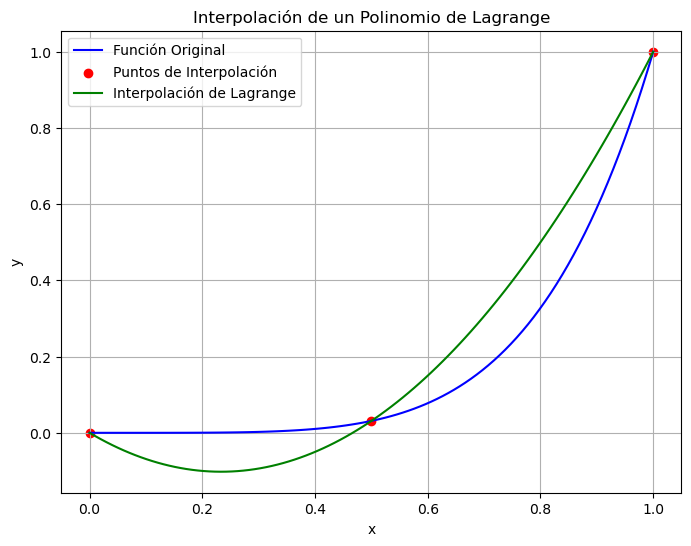 Interpolación de un Polinomio de Lagrange
Función Original
Puntos de Interpolación
Interpolación de Lagrange
1.0
0.8
0.6
0.4
0.2
0.0
y
0.0 0.2 0.4 0.6 0.8 1.0
x